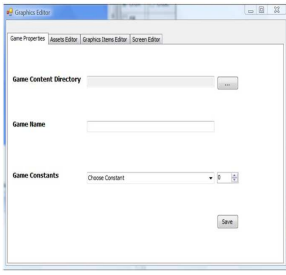 Graphics Editor
Game Properties Assets Editor Graphics Items Editor Screen Editor
Game Content Directory ...
Game Name
Game Constants Choose Constant 0
Save